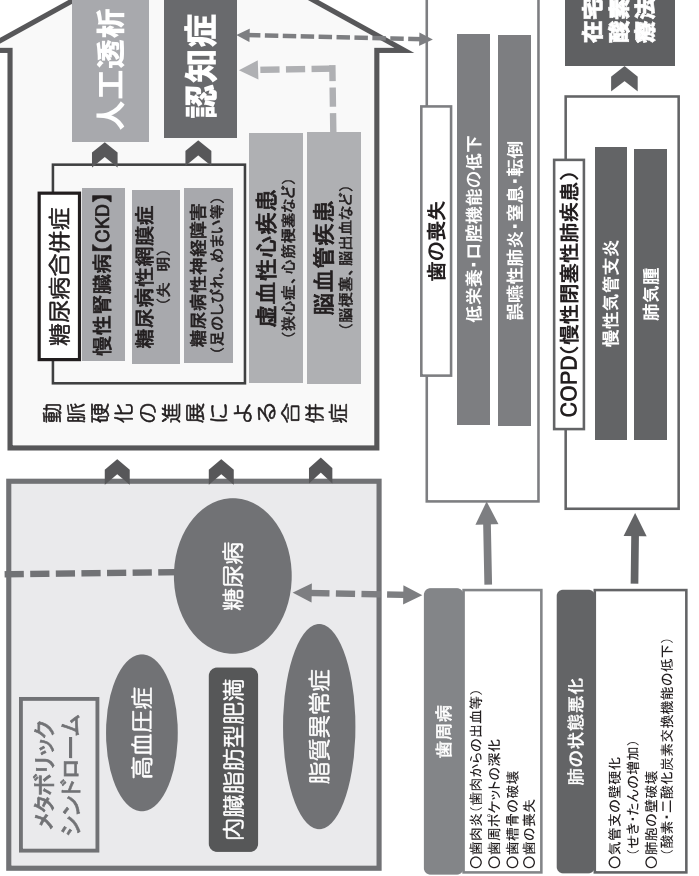 メタボリック
シンドローム
高血圧症
内臓脂肪型肥満
脂質異常症
糖尿病
動脈硬化の進展による合併症
糖尿病合併症
慢性腎臓病【CKD】
糖尿病性網膜症
（失　明）
糖尿病性神経障害
（足のしびれ、めまい等）
虚血性心疾患
（狭心症、心筋梗塞など）
脳血管疾患
（脳梗塞、脳出血など）
人工透析
認知症
歯周病
○歯肉炎（歯肉からの出血等）
○歯周ポケットの深化
○歯槽骨の破壊
○歯の喪失
歯の喪失
低栄養・口腔機能の低下
誤嚥性肺炎・窒息・転倒
肺の状態悪化
○気管支の壁硬化
（せき・たんの増加）
○肺胞の壁破壊
（酸素・二酸化炭素交換機能の低下）
COPD（慢性閉塞性肺疾患）
慢性気管支炎
肺気腫
在宅
酸素
療法